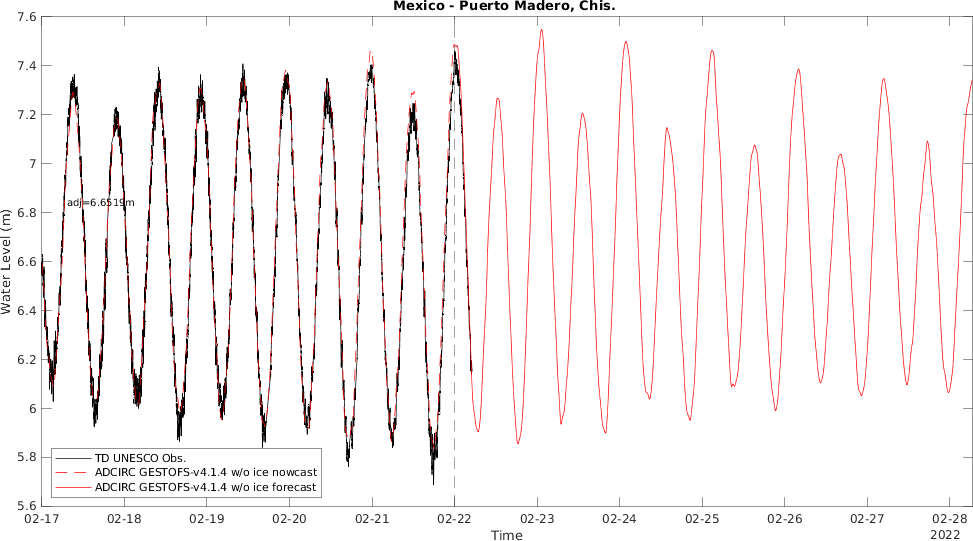 Mexico - Puerto Madero, Chis.
7.6
7.4
7.2
7
6.8
6.6
6.4
6.2
6
5.8
5.6
Water Level (m)
adj=6.6519m
TD UNESCO Obs.
ADCIRC GESTOFS-v4.1.4 w/o ice nowcast
ADCIRC GESTOFS-v4.1.4 w/o ice forecast
02-17 02-18 02-19 02-20 02-21 02-22 02-23 02-24 02-25 02-26 02-27 02-28
2022
Time